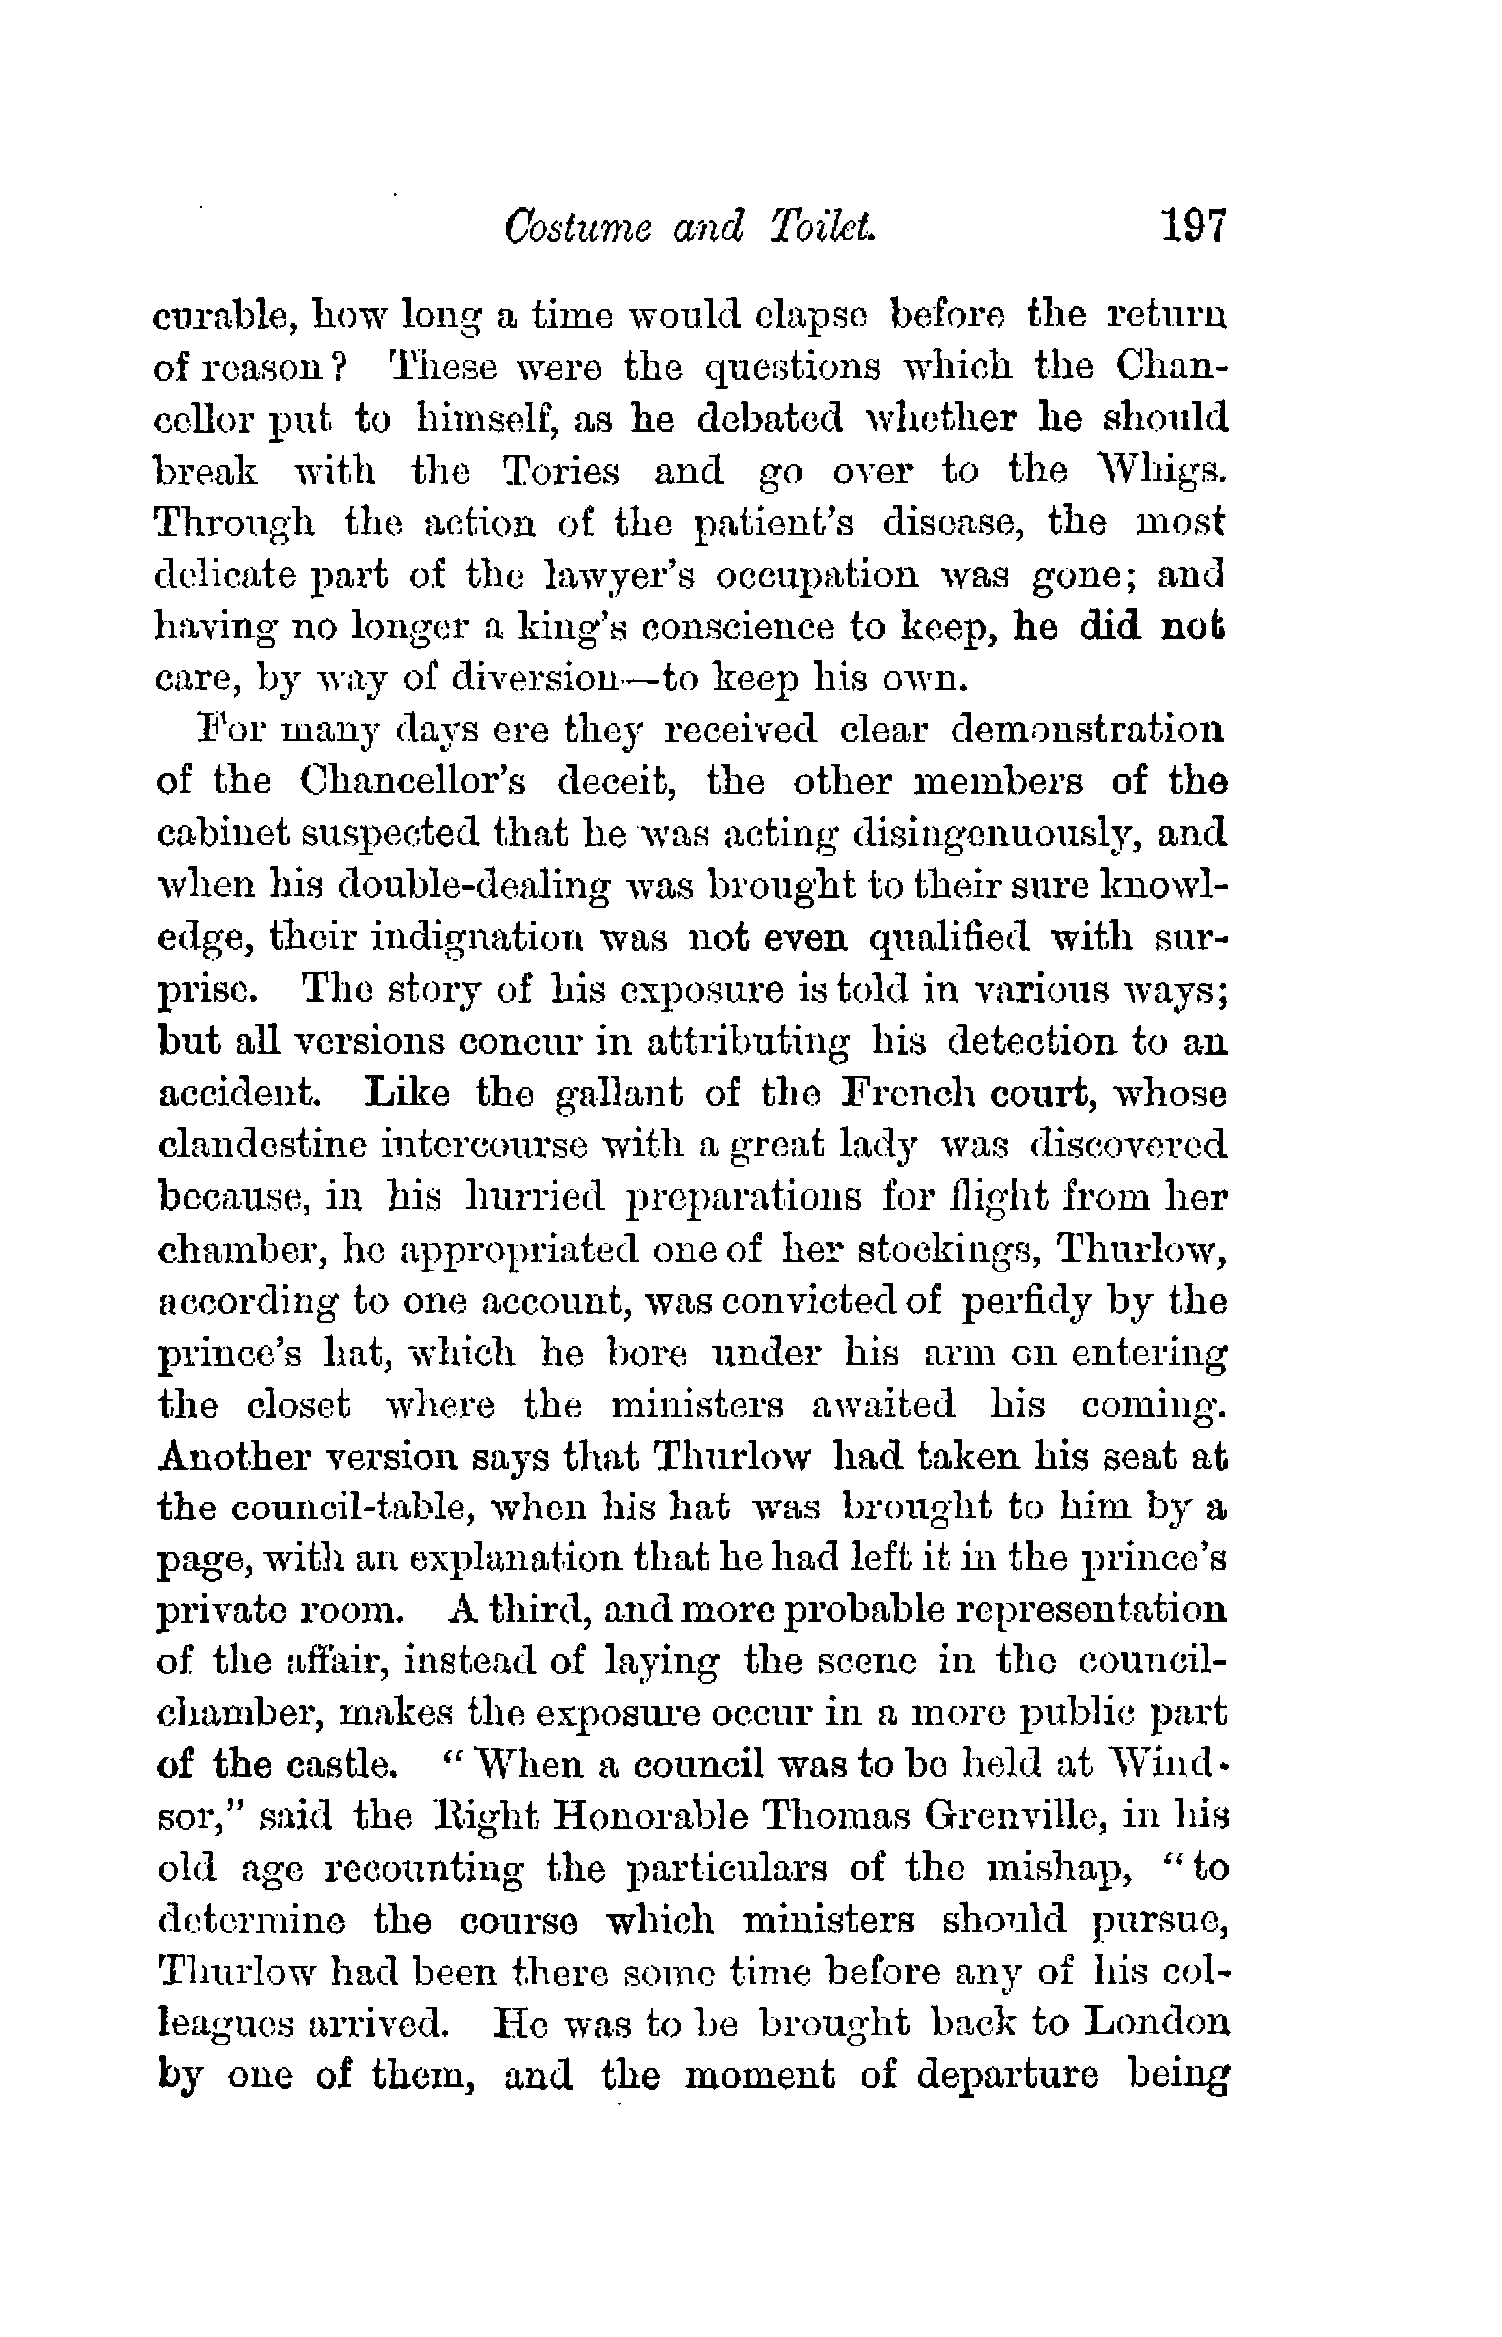 Costume and Toilet. 197
curable, how long a time would elapse before the return
of reason? These were the questions which the Chan-
cellor put to himself, as he debated whether he should
break with the Tories and go over to the Whigs.
Through the action of the patient's disease, the most
delicate part of the lawyer's occupation was gone; and
having no longer a king's conscience to keep, he did not
care, by way of diversion—to keep his own.
For many days ere they received clear demonstration
of the Chancellor's deceit, the other members of the
cabinet suspected that he was acting disingenuously, and
when his double-dealing was brought to their sure knowl-
edge, their indignation was not even qualified with sur-
prise. The story of his exposure is told in various ways;
but all versions concur in attributing his detection to an
accident. Like the gallant of the French court, whose
clandestine intercourse with a great lady was discovered
because, in his hurried preparations for flight from her
chamber, he appropriated one of her stockings, Thurlow,
according to one account, was convicted of perfidy by the
prince's hat, which he bore under his arm on entering
the closet where the ministers awaited his coming.
Another version says that Thurlow had taken his seat at
the council-table, when his hat was brought to him by a
page, with an explanation that he had left it in the prince's
private room. A third, and more probable representation
of the affair, instead of laying the scene in the council-
chamber, makes the exposure occur in a more public part
of the castle. "When a council was to be held at Wind-
sor," said the Right Honorable Thomas Grenville, in his
old age recounting the particulars of the mishap, "to
determine the course which ministers should pursue,
Thurlow had been there some time before any of his col-
leagues arrived. He was to be brought back to London
by one of them, and the moment of departure being